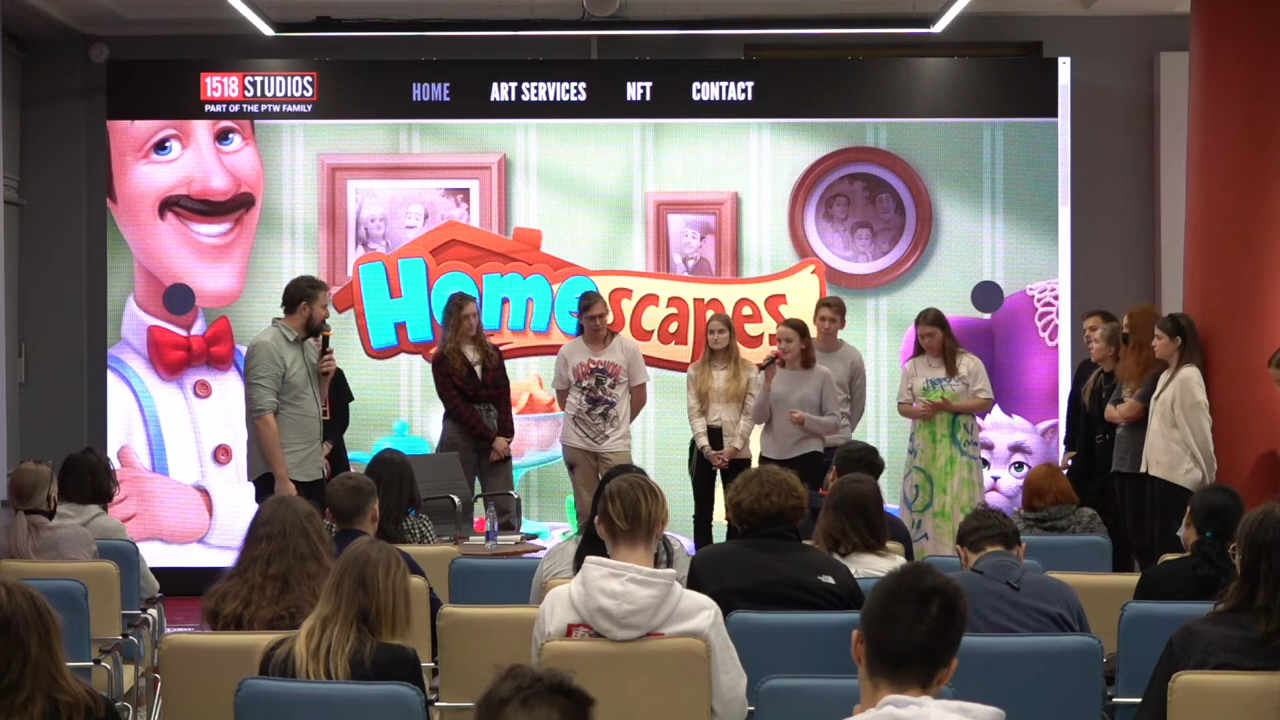 1518 STUDIOS
PART OF THE PTW FAMILY
HOME ART SERVICES NFT CONTACT
Homescapes